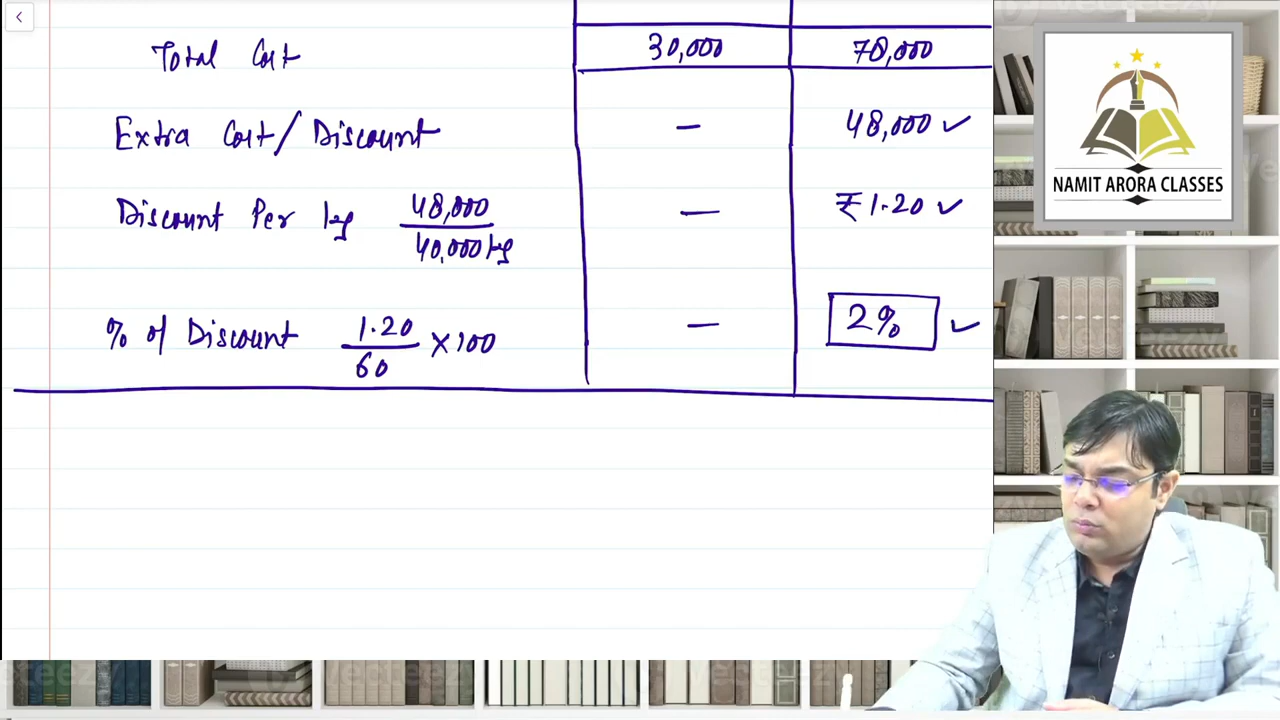 Total Cost 30,000 78,000
Extra Cost/Discount — 48,000 ✓
Discount Per kg 48,000/40,000 kg — ₹1.20 ✓
% of Discount 1.20/60 × 100 — 2% ✓
NAMIT ARORA CLASSES